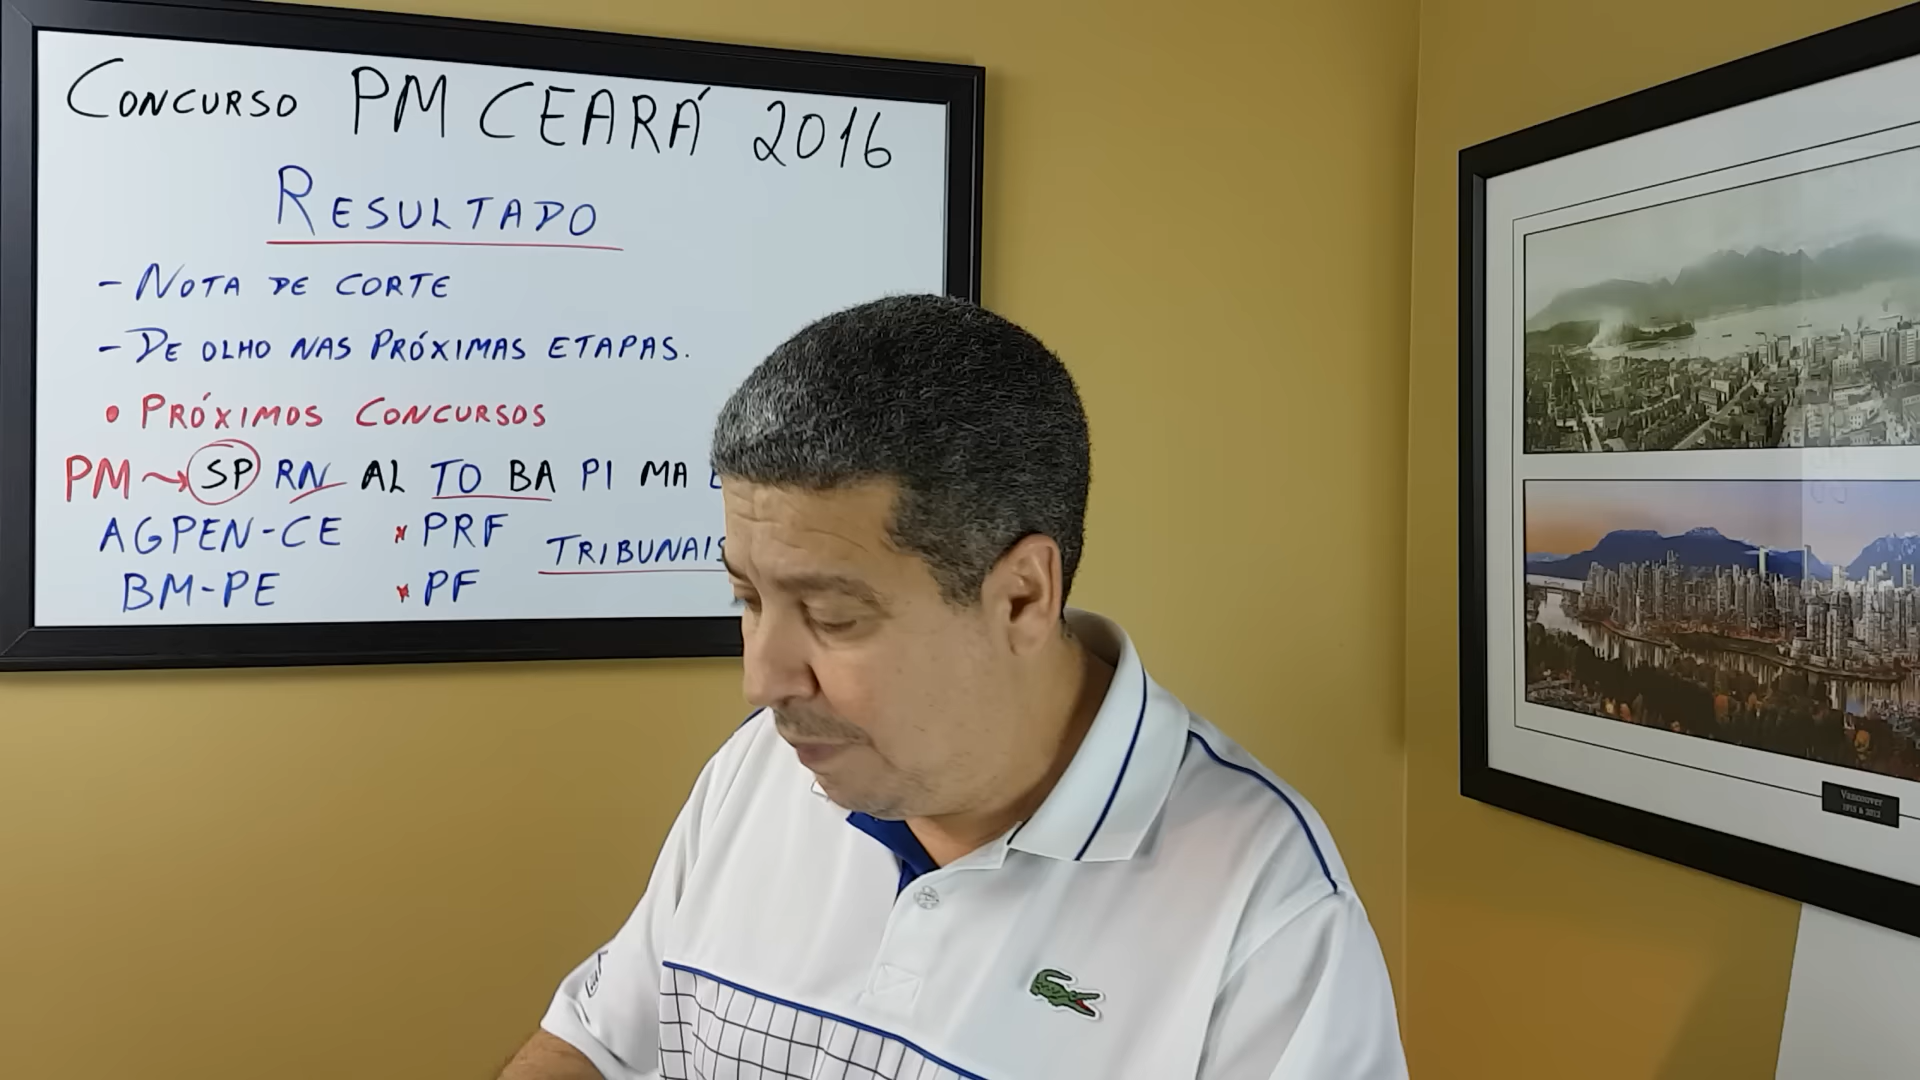 CONCURSO PM CEARÁ 2016
RESULTADO
- NOTA DE CORTE
- DE OLHO NAS PRÓXIMAS ETAPAS.
• PRÓXIMOS CONCURSOS
PM → SP RN AL TO BA PI MA
AGPEN-CE * PRF TRIBUNAIS
BM-PE * PF
Vancouver